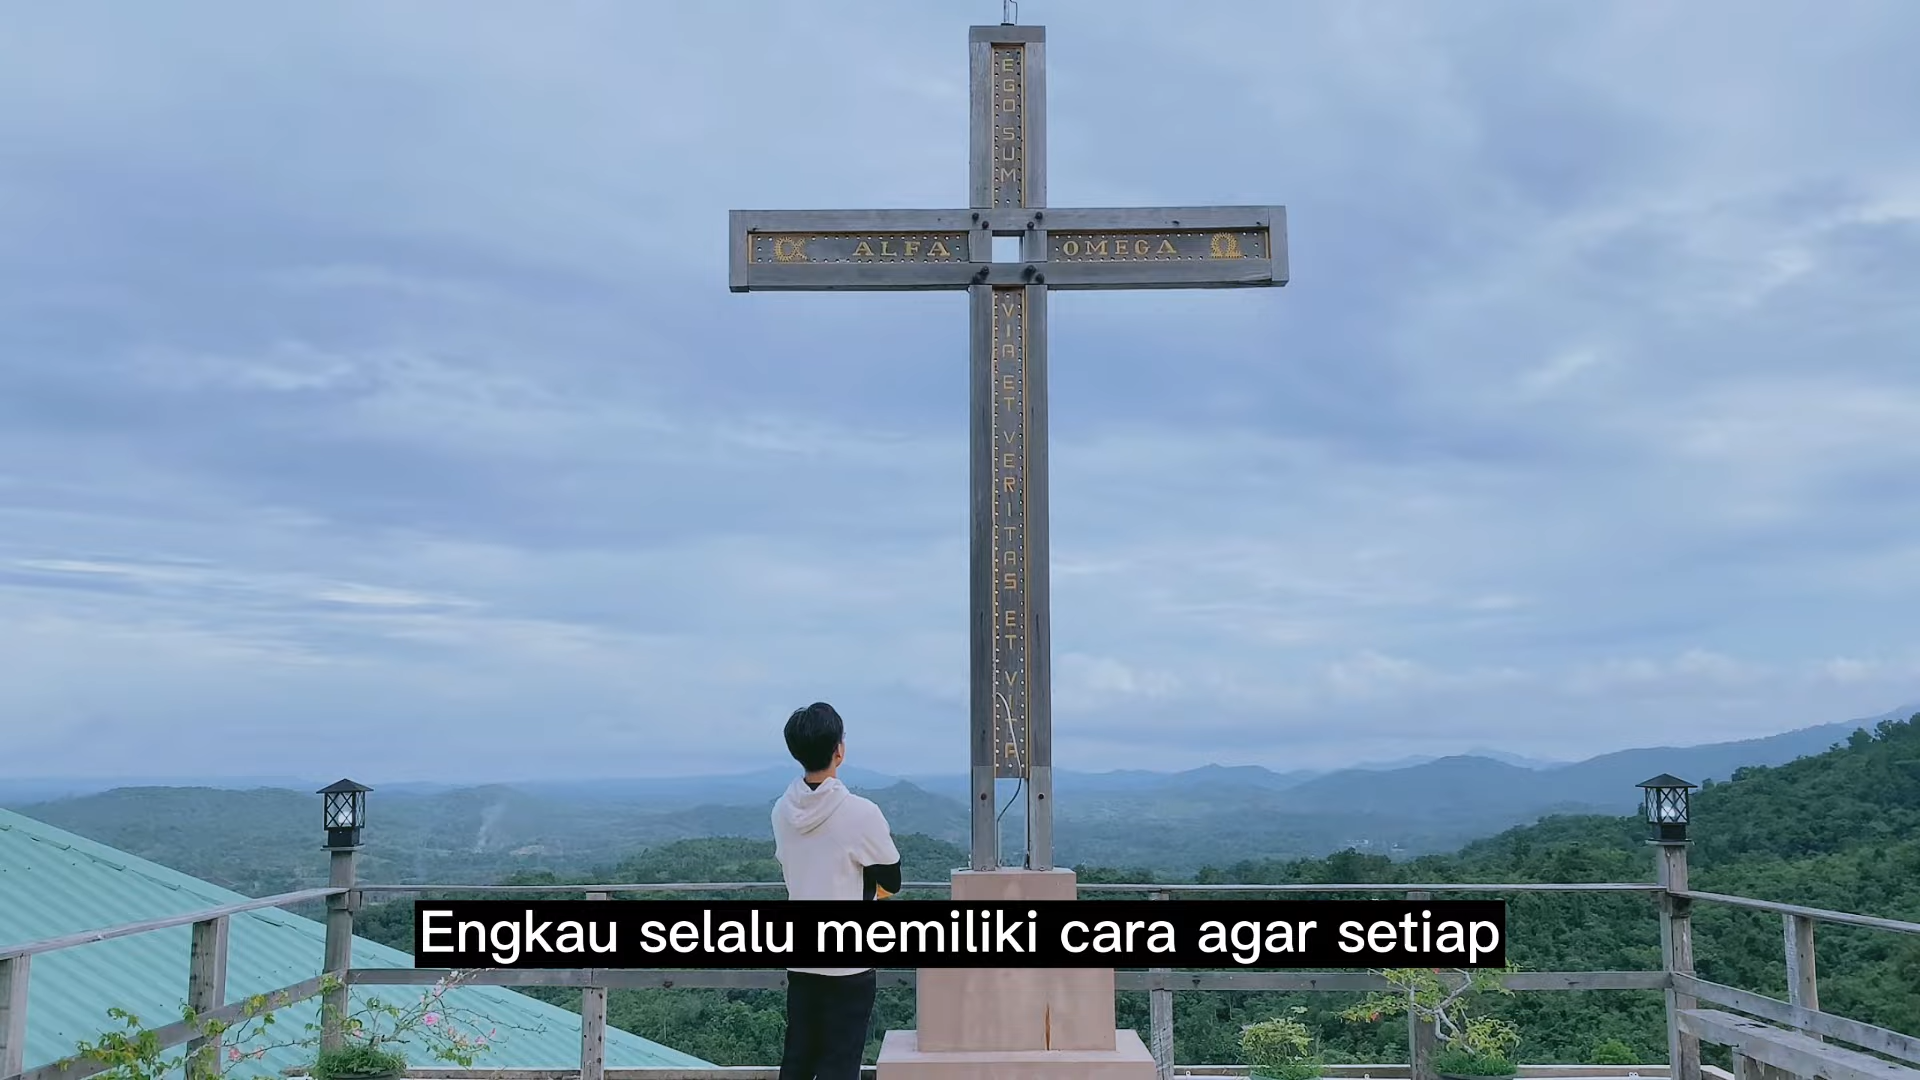 EGO SUM
α ALFA OMEGA Ω
VIA ET VERITAS ET VITA
Engkau selalu memiliki cara agar setiap